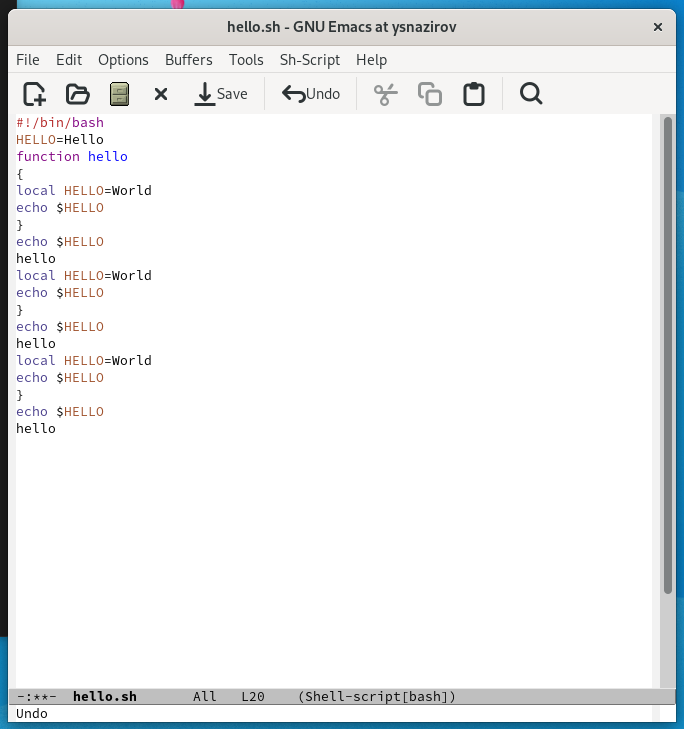 hello.sh - GNU Emacs at ysnazirov
File Edit Options Buffers Tools Sh-Script Help
Save Undo
#!/bin/bash
HELLO=Hello
function hello
{
local HELLO=World
echo $HELLO
}
echo $HELLO
hello
local HELLO=World
echo $HELLO
}
echo $HELLO
hello
local HELLO=World
echo $HELLO
}
echo $HELLO
hello
-:**- hello.sh All L20 (Shell-script[bash])
Undo